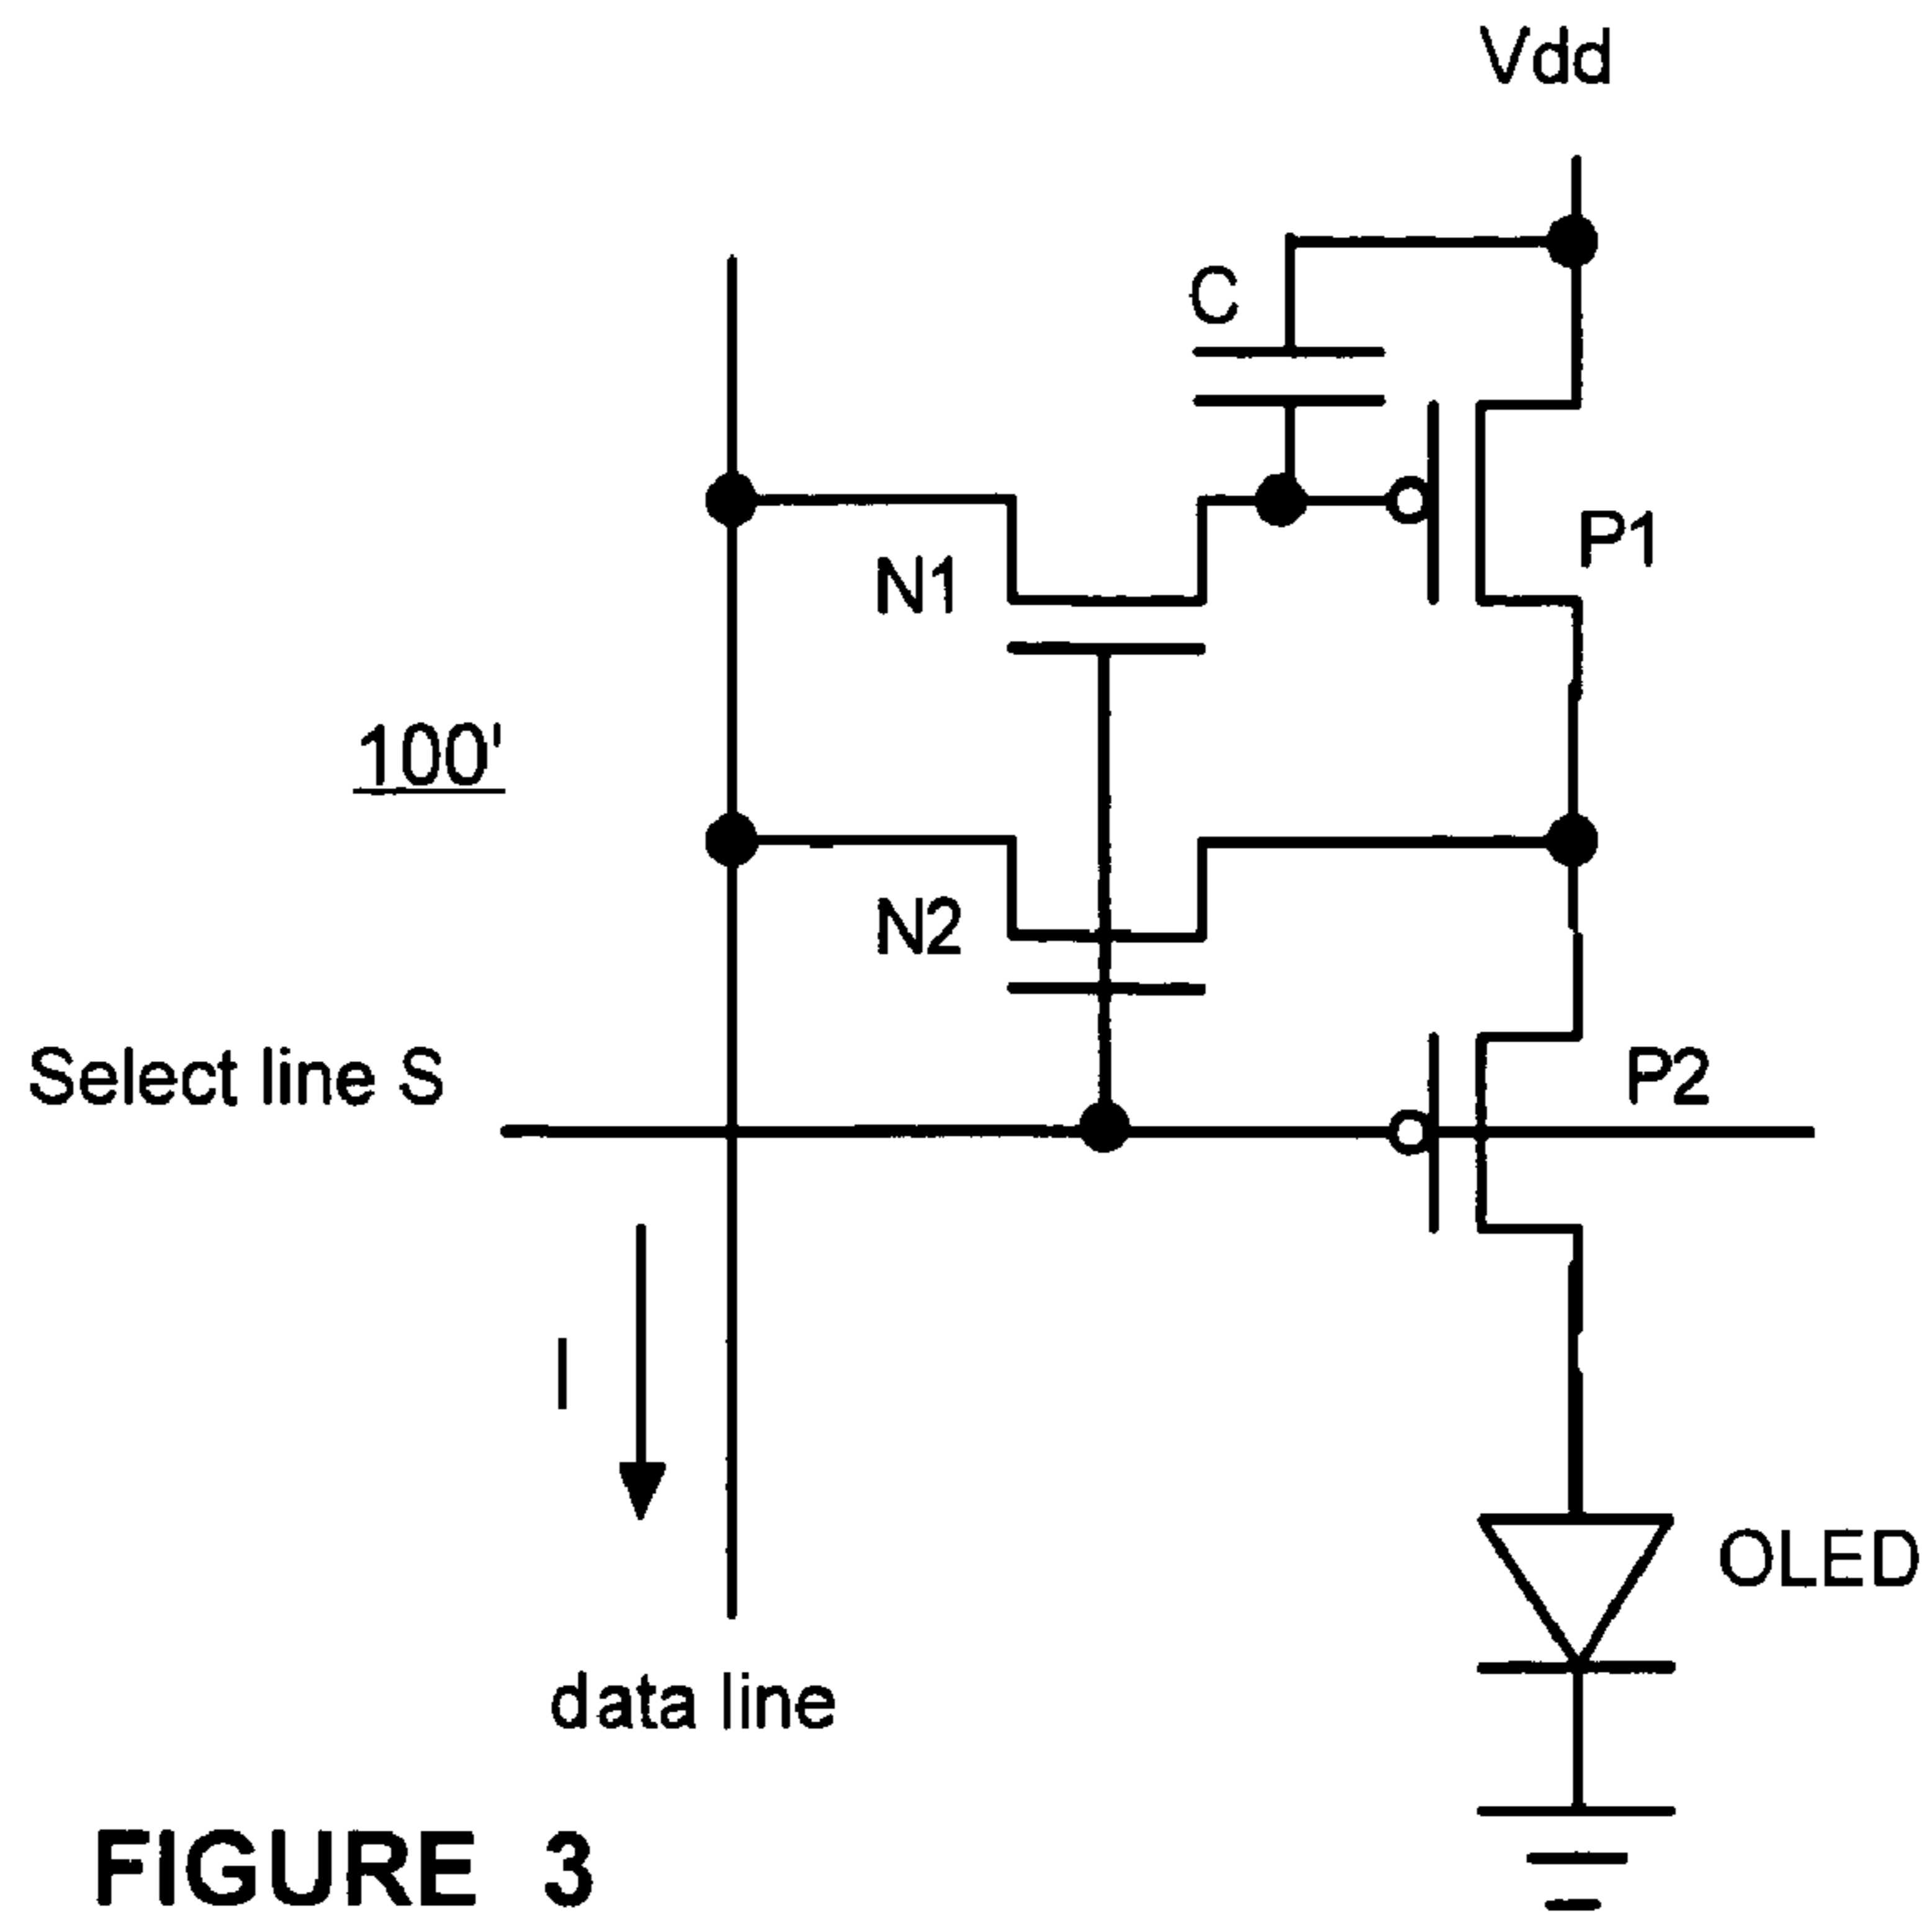 Vdd
C
P1
N1
100'
N2
Select line S
P2
I
OLED
data line
FIGURE 3